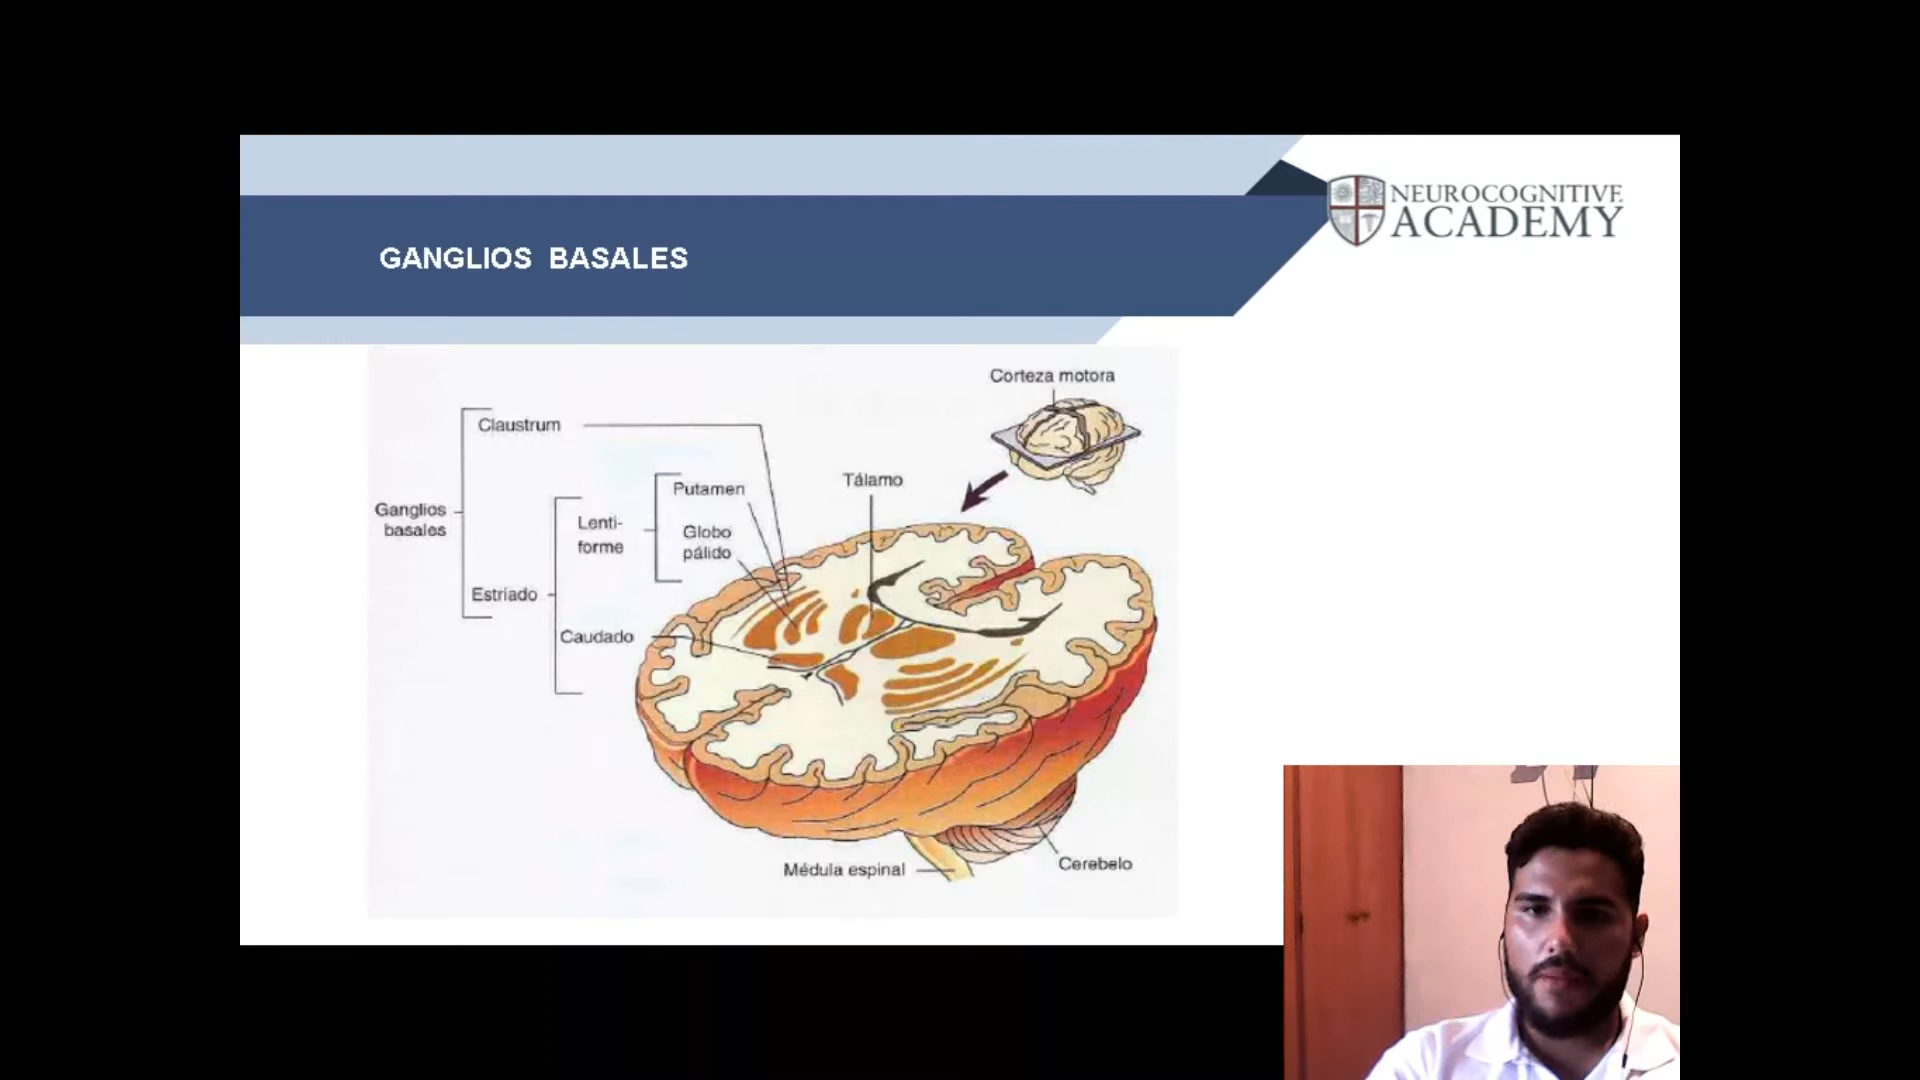 NEUROCOGNITIVE
ACADEMY
GANGLIOS BASALES
Corteza motora
Claustrum
Tálamo
Putamen
Ganglios
basales
Lenti-
forme
Globo
pálido
Estriado
Caudado
Médula espinal
Cerebelo